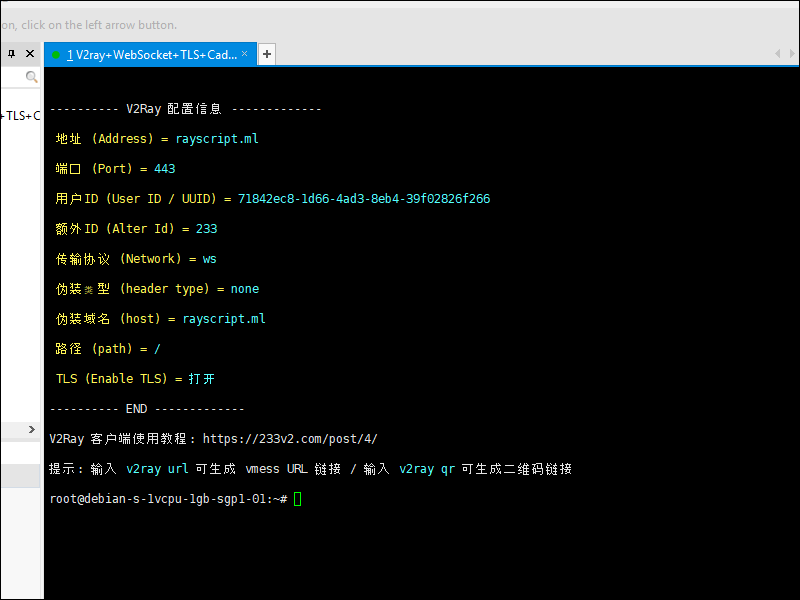 on, click on the left arrow button.
1 V2ray+WebSocket+TLS+Cad...
+TLS+C
---------- V2Ray 配置信息 -------------
地址 (Address) = rayscript.ml
端口 (Port) = 443
用户ID (User ID / UUID) = 71842ec8-1d66-4ad3-8eb4-39f02826f266
额外ID (Alter Id) = 233
传输协议 (Network) = ws
伪装类型 (header type) = none
伪装域名 (host) = rayscript.ml
路径 (path) = /
TLS (Enable TLS) = 打开
---------- END -------------
V2Ray 客户端使用教程: https://233v2.com/post/4/
提示: 输入 v2ray url 可生成 vmess URL 链接 / 输入 v2ray qr 可生成二维码链接
root@debian-s-1vcpu-1gb-sgp1-01:~#